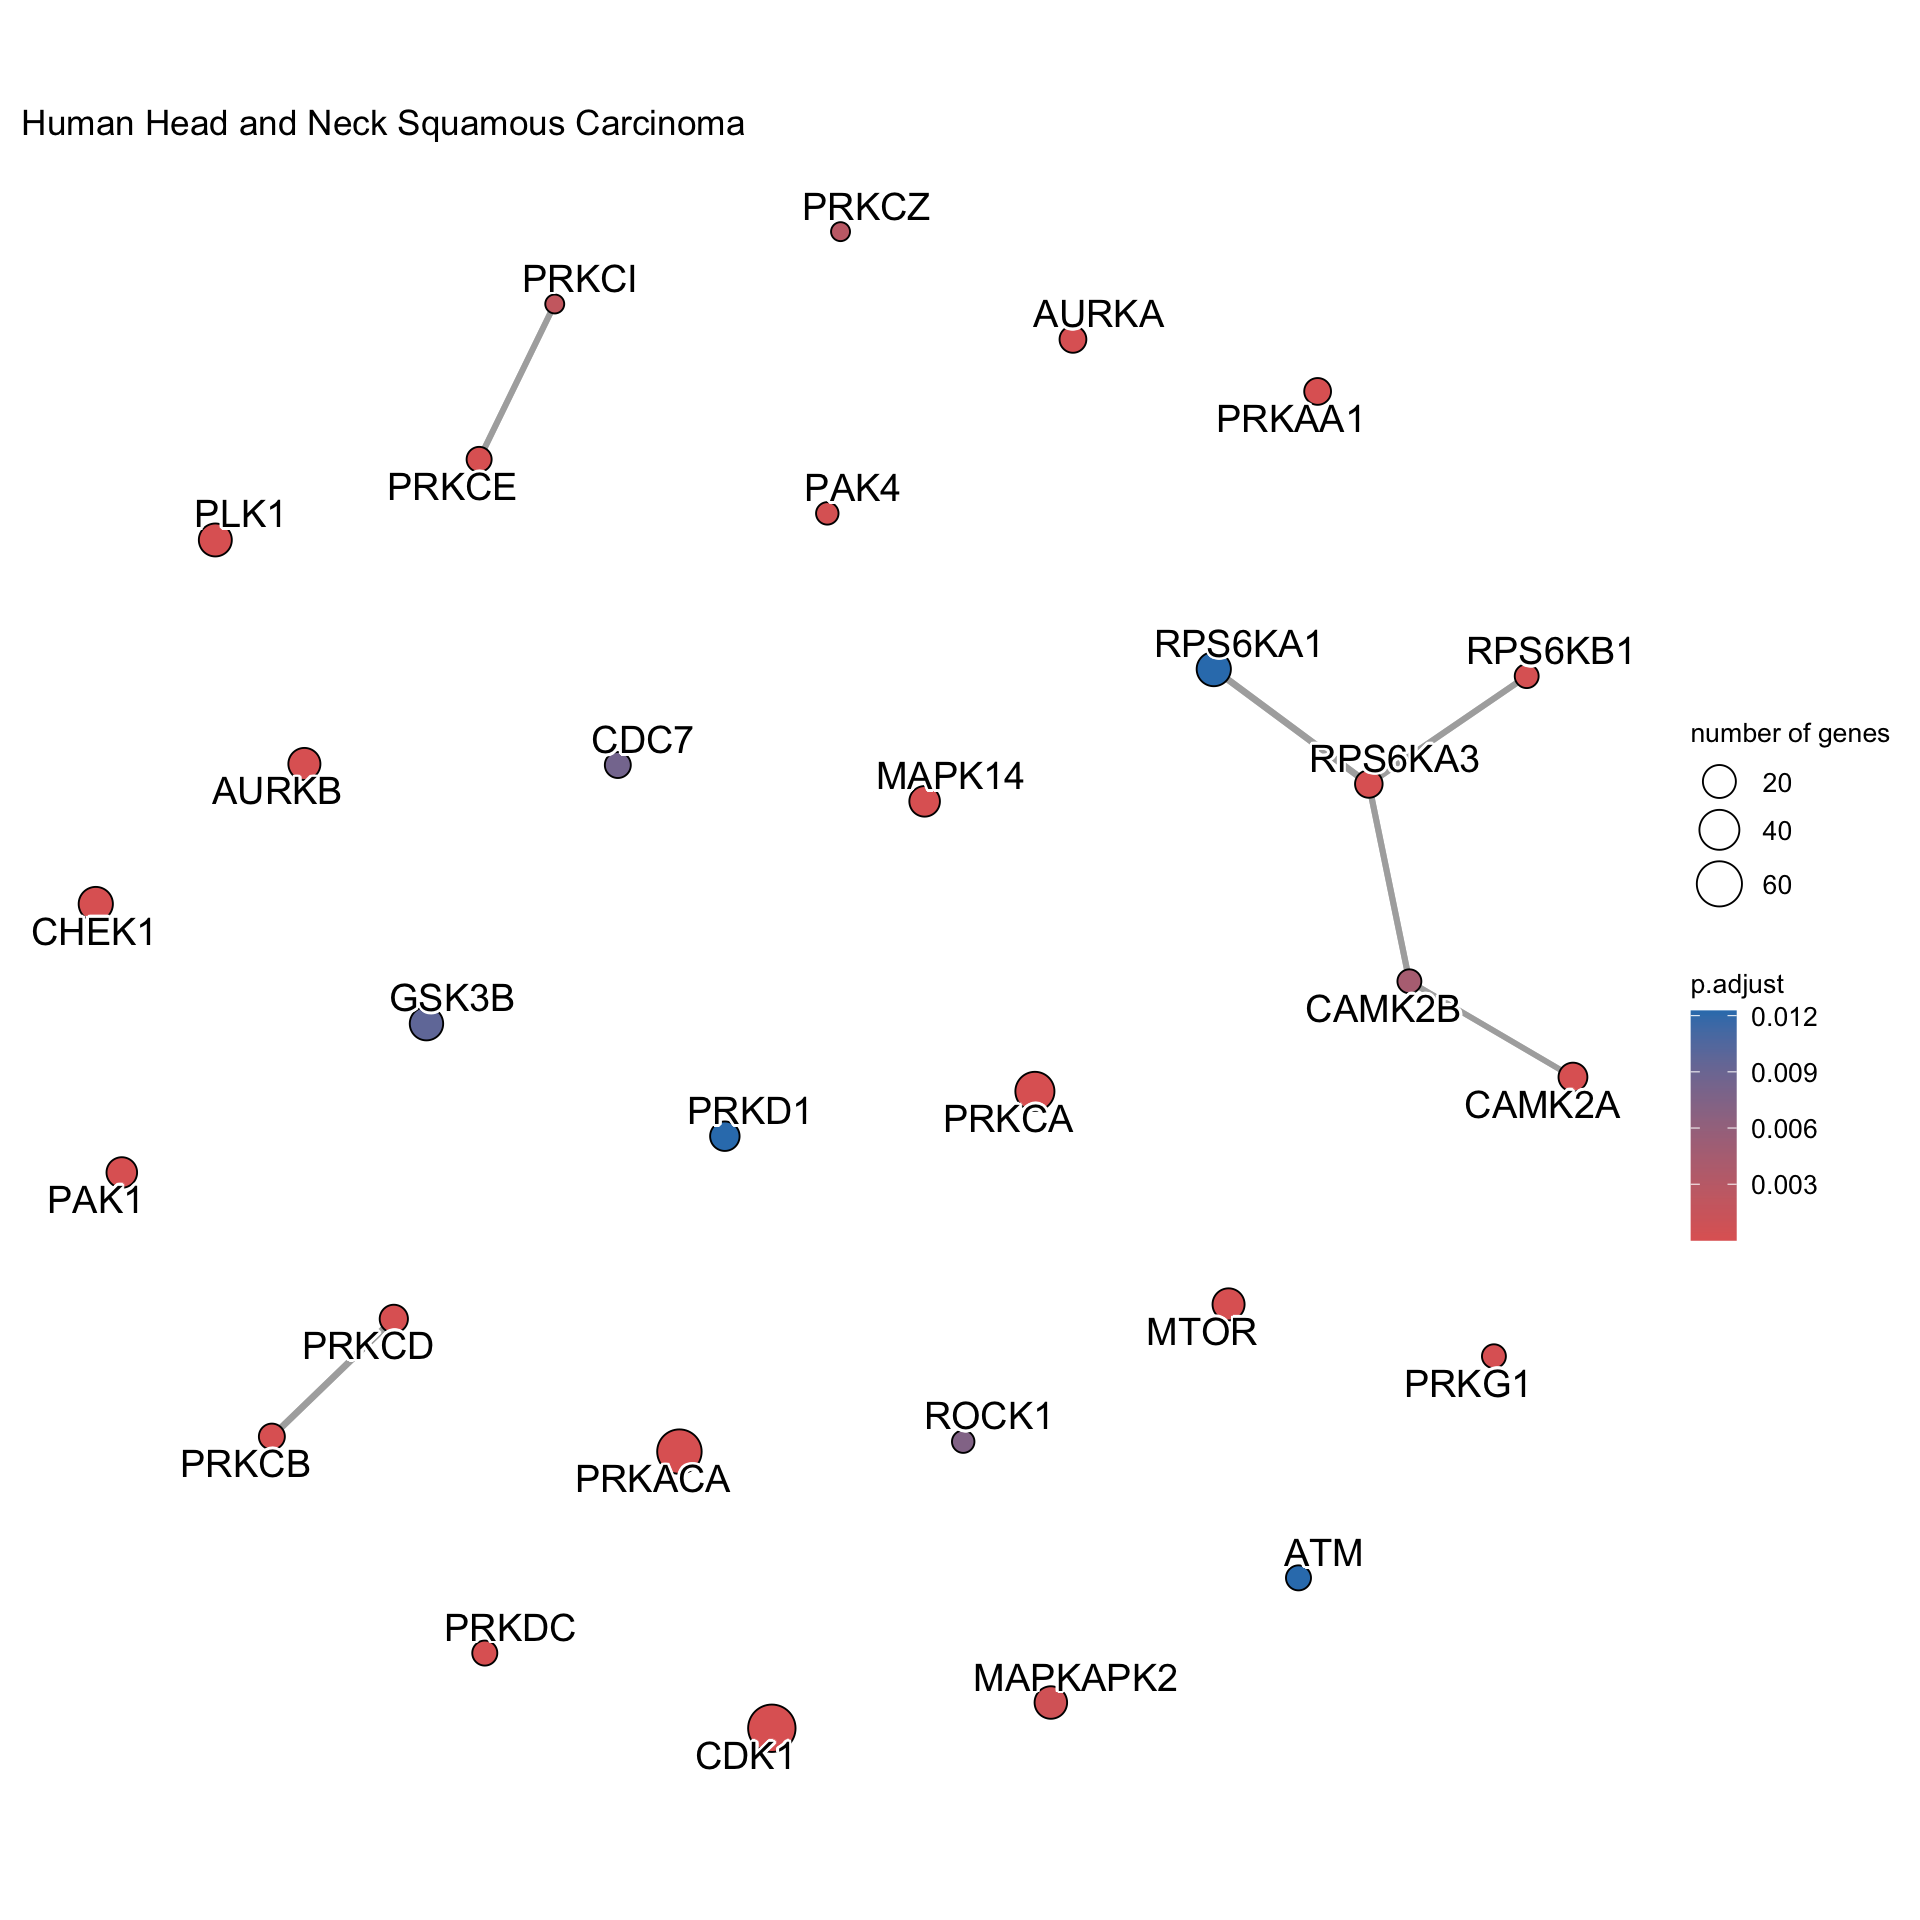 Human Head and Neck Squamous Carcinoma
PRKCZ
PRKCI
AURKA
PRKAA1
PRKCE
PAK4
PLK1
RPS6KA1
RPS6KB1
CDC7
RPS6KA3
MAPK14
AURKB
number of genes
20
40
60
CHEK1
GSK3B
CAMK2B
p.adjust
0.012
0.009
0.006
0.003
CAMK2A
PRKD1
PRKCA
PAK1
MTOR
PRKCD
PRKG1
ROCK1
PRKCB
PRKACA
ATM
PRKDC
MAPKAPK2
CDK1